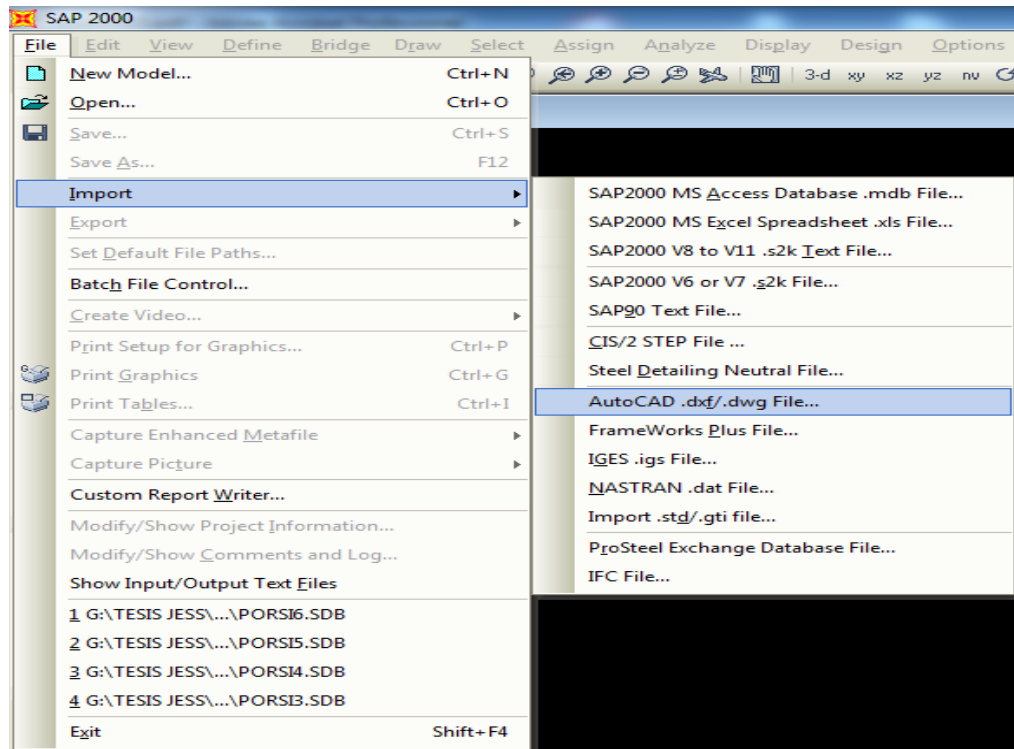 SAP 2000
File Edit View Define Bridge Draw Select Assign Analyze Display Design Options
3-d xy xz yz nv
New Model... Ctrl+N
Open... Ctrl+O
Save... Ctrl+S
Save As... F12
Import
Export
Set Default File Paths...
Batch File Control...
Create Video...
Print Setup for Graphics... Ctrl+P
Print Graphics Ctrl+G
Print Tables... Ctrl+I
Capture Enhanced Metafile
Capture Picture
Custom Report Writer...
Modify/Show Project Information...
Modify/Show Comments and Log...
Show Input/Output Text Files
1 G:\TESIS JESS\...\PORSI6.SDB
2 G:\TESIS JESS\...\PORSI5.SDB
3 G:\TESIS JESS\...\PORSI4.SDB
4 G:\TESIS JESS\...\PORSI3.SDB
Exit Shift+F4
SAP2000 MS Access Database .mdb File...
SAP2000 MS Excel Spreadsheet .xls File...
SAP2000 V8 to V11 .s2k Text File...
SAP2000 V6 or V7 .s2k File...
SAP90 Text File...
CIS/2 STEP File ...
Steel Detailing Neutral File...
AutoCAD .dxf/.dwg File...
FrameWorks Plus File...
IGES .igs File...
NASTRAN .dat File...
Import .std/.gti file...
ProSteel Exchange Database File...
IFC File...